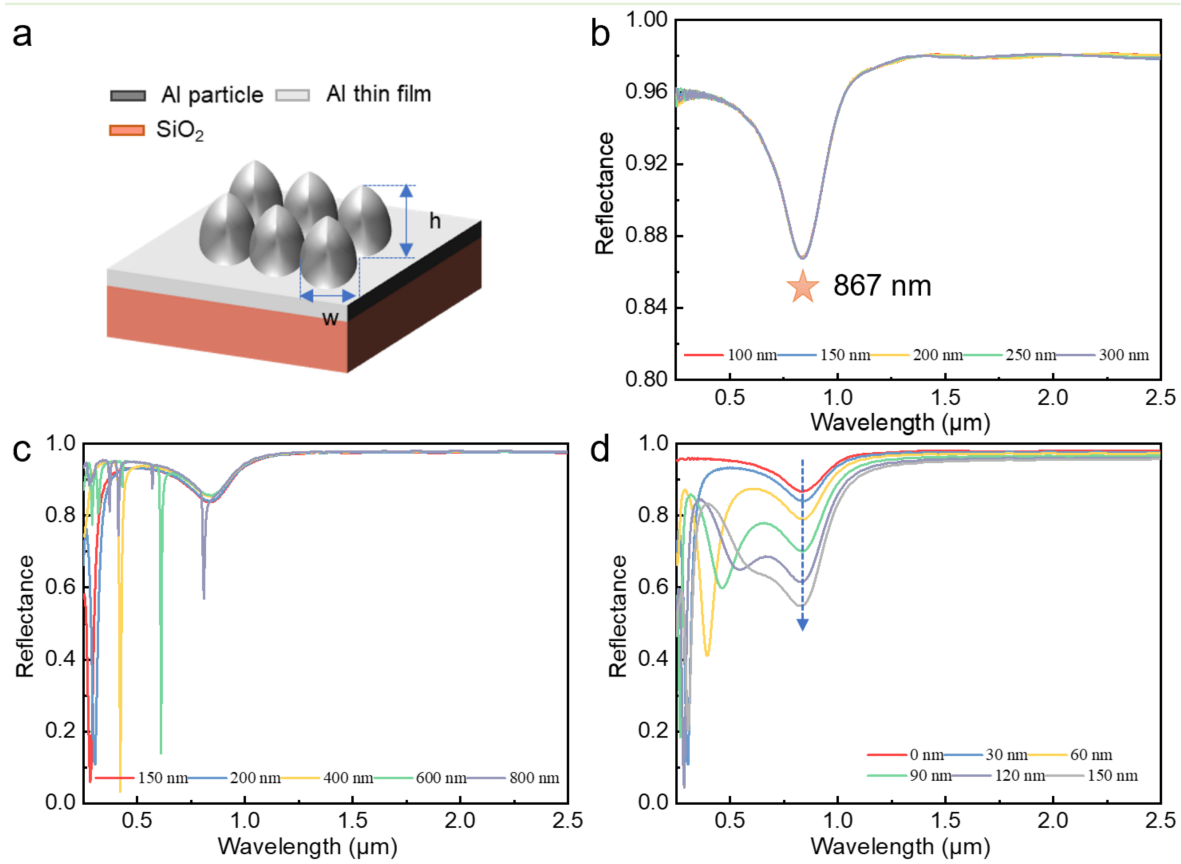 a
Al particle Al thin film
SiO₂
h
w
b
Reflectance
1.00
0.96
0.92
0.88
0.84
0.80
867 nm
100 nm 150 nm 200 nm 250 nm 300 nm
0.5 1.0 1.5 2.0 2.5
Wavelength (μm)
c
Reflectance
1.0
0.8
0.6
0.4
0.2
0.0
150 nm 200 nm 400 nm 600 nm 800 nm
0.5 1.0 1.5 2.0 2.5
Wavelength (μm)
d
Reflectance
1.0
0.8
0.6
0.4
0.2
0.0
0 nm 30 nm 60 nm
90 nm 120 nm 150 nm
0.5 1.0 1.5 2.0 2.5
Wavelength (μm)